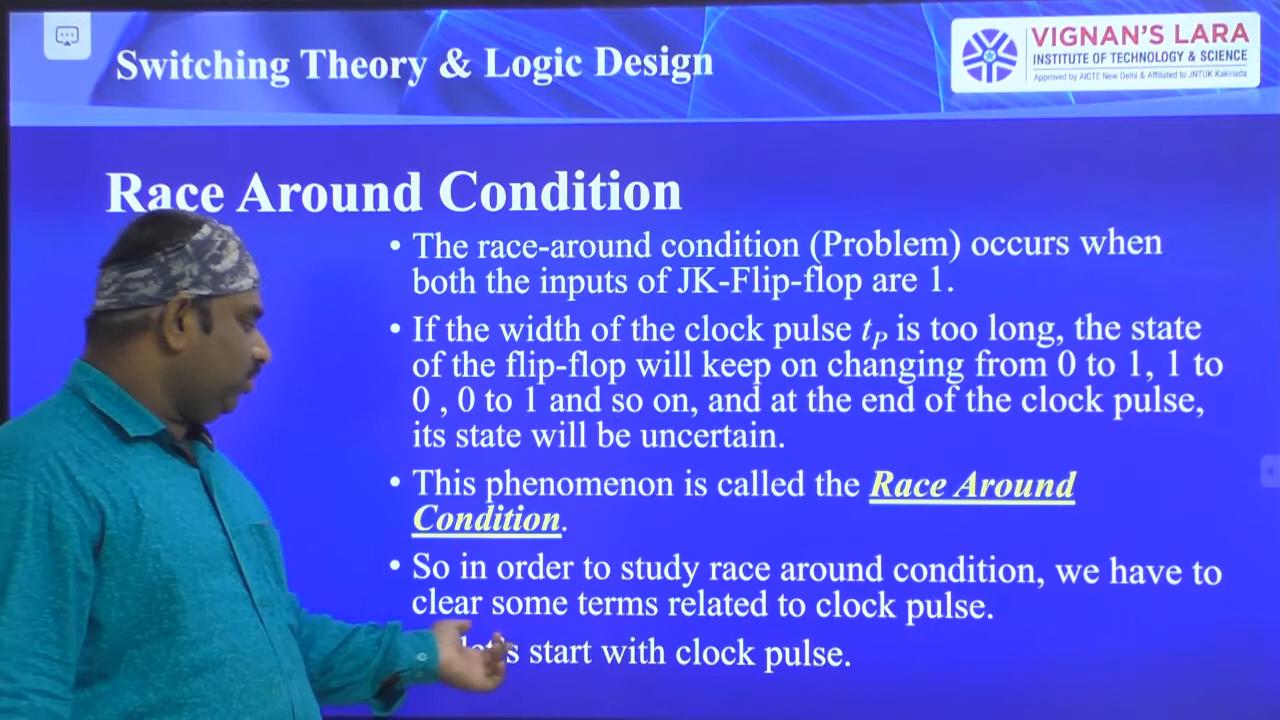 Switching Theory & Logic Design
VIGNAN'S LARA
INSTITUTE OF TECHNOLOGY & SCIENCE
Approved by AICTE New Delhi & Affiliated to JNTUK Kakinada
Race Around Condition
• The race-around condition (Problem) occurs when
both the inputs of JK-Flip-flop are 1.
• If the width of the clock pulse tP is too long, the state
of the flip-flop will keep on changing from 0 to 1, 1 to
0 , 0 to 1 and so on, and at the end of the clock pulse,
its state will be uncertain.
• This phenomenon is called the Race Around
Condition.
• So in order to study race around condition, we have to
clear some terms related to clock pulse.
let's start with clock pulse.